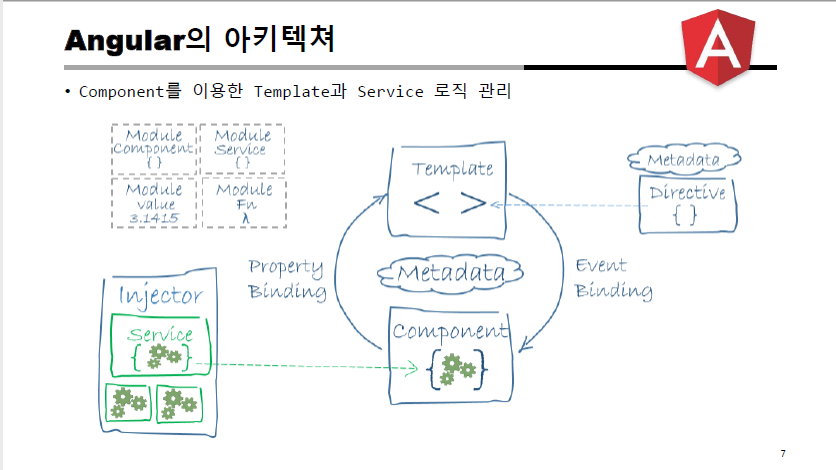 Angular의 아키텍쳐
• Component를 이용한 Template과 Service 로직 관리
Module
Component
{ }
Module
Service
{ }
Module
value
3.1415
Module
Fn
λ
Template
< >
Metadata
Directive
{ }
Property
Binding
Metadata
Event
Binding
Injector
Service
{ }
Component
{ }
A
7